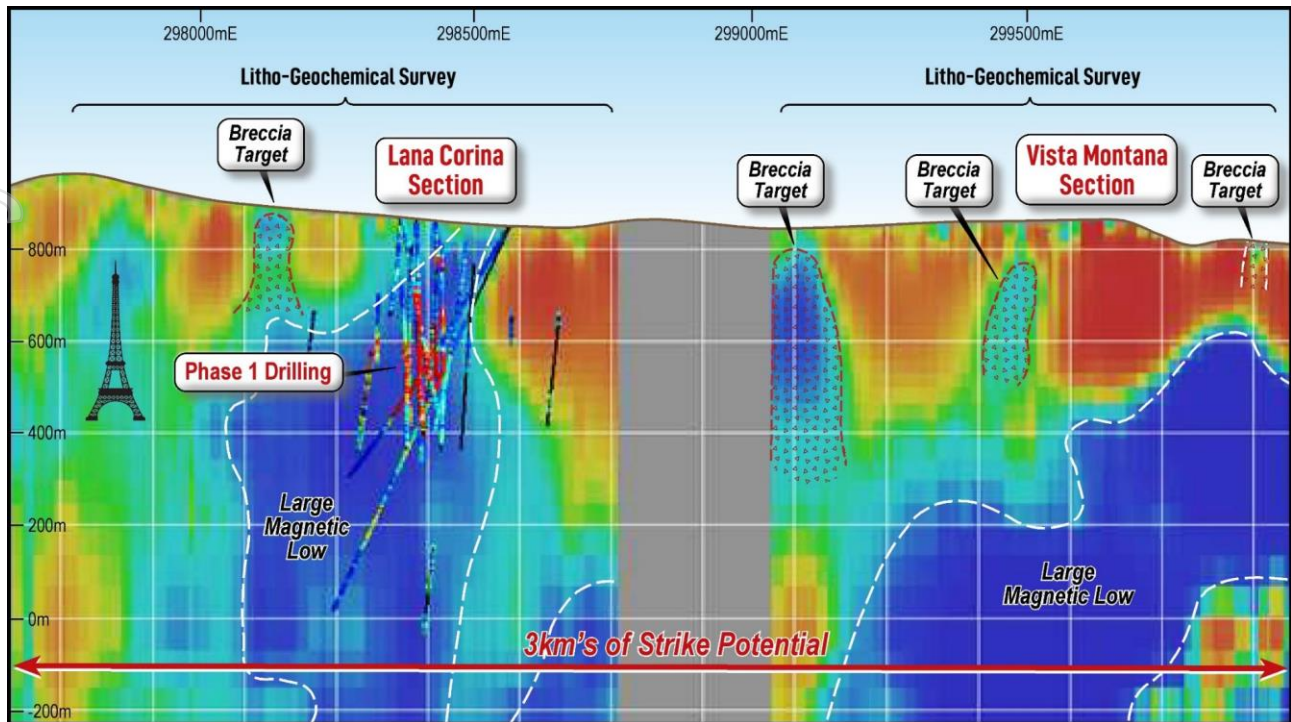 298000mE
298500mE
299000mE
299500mE
Litho-Geochemical Survey
Litho-Geochemical Survey
Breccia
Target
Lana Corina
Section
Breccia
Target
Breccia
Target
Vista Montana
Section
Breccia
Target
800m
600m
Phase 1 Drilling
400m
Large
Magnetic
Low
200m
Large
Magnetic Low
0m
3km's of Strike Potential
-200m